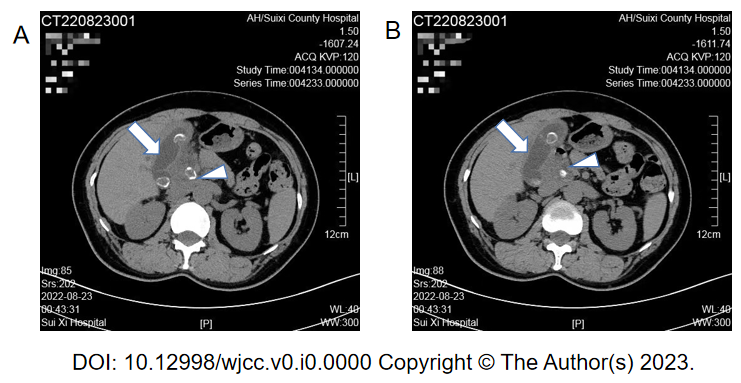 A
CT220823001
AH/Suixi County Hospital
1.50
-1607.24
ACQ KVP:120
Study Time:004134.000000
Series Time:004233.000000
[L]
12cm
Img:85
Srs:202
2022-08-23
00:43:31
Sui Xi Hospital
[P]
WL:40
WW:300
B
CT220823001
AH/Suixi County Hospital
1.50
-1611.74
ACQ KVP:120
Study Time:004134.000000
Series Time:004233.000000
[L]
12cm
Img:88
Srs:202
2022-08-23
00:43:31
Sui Xi Hospital
[P]
WL:40
WW:300
DOI: 10.12998/wjcc.v0.i0.0000 Copyright © The Author(s) 2023.